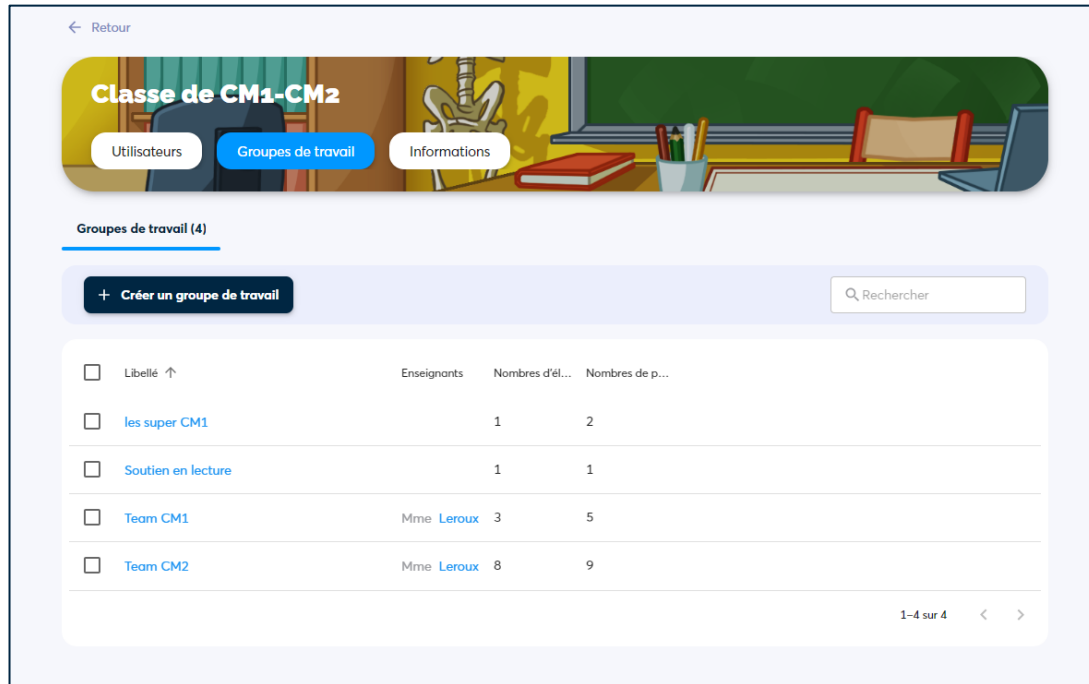 ← Retour
Classe de CM1-CM2
Utilisateurs Groupes de travail Informations
Groupes de travail (4)
+ Créer un groupe de travail Rechercher
Libellé ↑ Enseignants Nombres d'él... Nombres de p...
les super CM1 1 2
Soutien en lecture 1 1
Team CM1 Mme Leroux 3 5
Team CM2 Mme Leroux 8 9
1–4 sur 4 < >